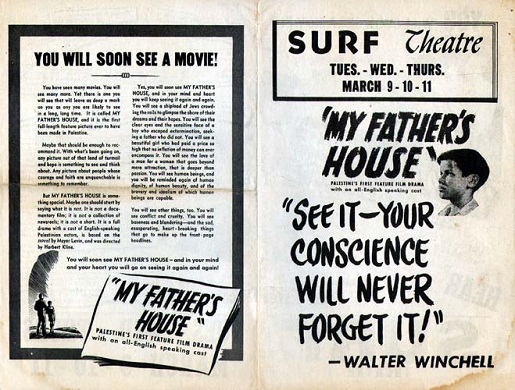 YOU WILL SOON SEE A MOVIE!
You have seen many movies. You will
see many more. Yet there is one you
will see that will leave as deep a mark
on you as any you are likely to see
in a long, long time. It is called MY
FATHER'S HOUSE, and it is the first
full-length feature picture ever to have
been made in Palestine.
Maybe that should be enough to rec-
ommend it. With what's been going on,
any picture out of that land of turmoil
and hope is something to see and think
about. Any picture about people whose
courage and faith are unquenchable is
something to remember.
But MY FATHER'S HOUSE is some-
thing special. Maybe one should start by
saying what it is not. It is not a docu-
mentary film; it is not a collection of
newsreels; it is not a short. It is a full
drama with a cast of English-speaking
Palestinian actors, is based on the
novel by Meyer Levin, and was directed
by Herbert Kline.
Yes, you will soon see MY FATHER'S
HOUSE, and in your mind and heart
you will keep seeing it again and again.
You will see a shipload of Jews crowd-
ing the rails to glimpse the shore of their
dreams and their hopes. You will see the
clear eyes and the sensitive face of a
boy who escaped extermination, seek-
ing a father who did not. You will see a
beautiful girl who had paid a price so
high that no inflation of money can ever
encompass it. You will see the love of
a man for a woman that goes beyond
mere attraction, that is deeper than
passion. You will see human beings, and
you will be reminded again of human
dignity, of human beauty, and of the
bravery and idealism of which human
beings are capable.
You will see other things, too. You will
see conflict and cruelty. You will see
baseness and blundering—and the sad,
exasperating, heart-breaking things
that go to make up the front-page
headlines.
You will soon see MY FATHER'S HOUSE—and in your mind
and your heart you will go on seeing it again and again!
"MY FATHER'S
HOUSE"
PALESTINE'S FIRST FEATURE FILM DRAMA
with an all-English speaking cast
SURF Theatre
TUES. - WED. - THURS.
MARCH 9-10-11
"MY FATHER'S
HOUSE"
PALESTINE'S FIRST FEATURE FILM DRAMA
with an all-English speaking cast
"SEE IT—YOUR
CONSCIENCE
WILL NEVER
FORGET IT!"
—WALTER WINCHELL